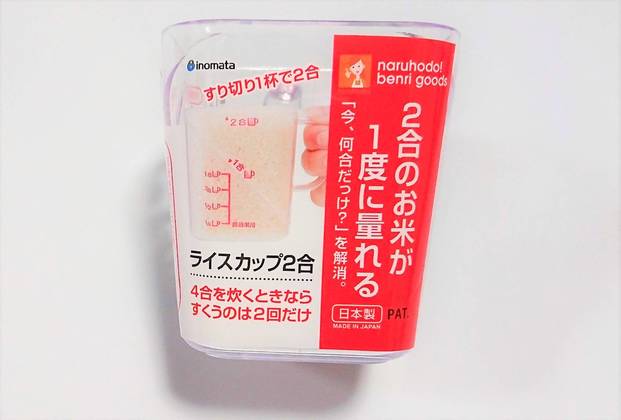 inomata
すり切り1杯で2合
2合
1合
ライスカップ2合
4合を炊くときなら
すくうのは2回だけ
naruhodo!
benri goods
2合のお米が
1度に量れる
「今、何合だっけ?」を解消。
日本製
MADE IN JAPAN
PAT.